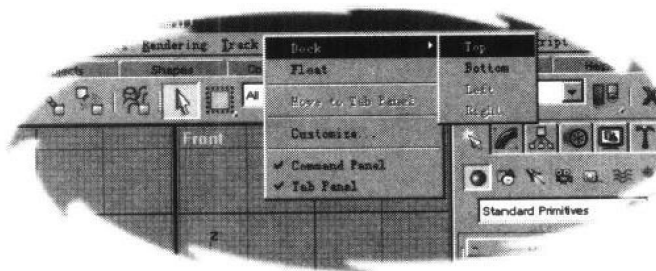 Rendering Track
Shapes
All
Front
Dock
Float
Move to Tab Panel
Customize...
✓ Command Panel
✓ Tab Panel
Top
Bottom
Left
Right
Standard Primitives
z